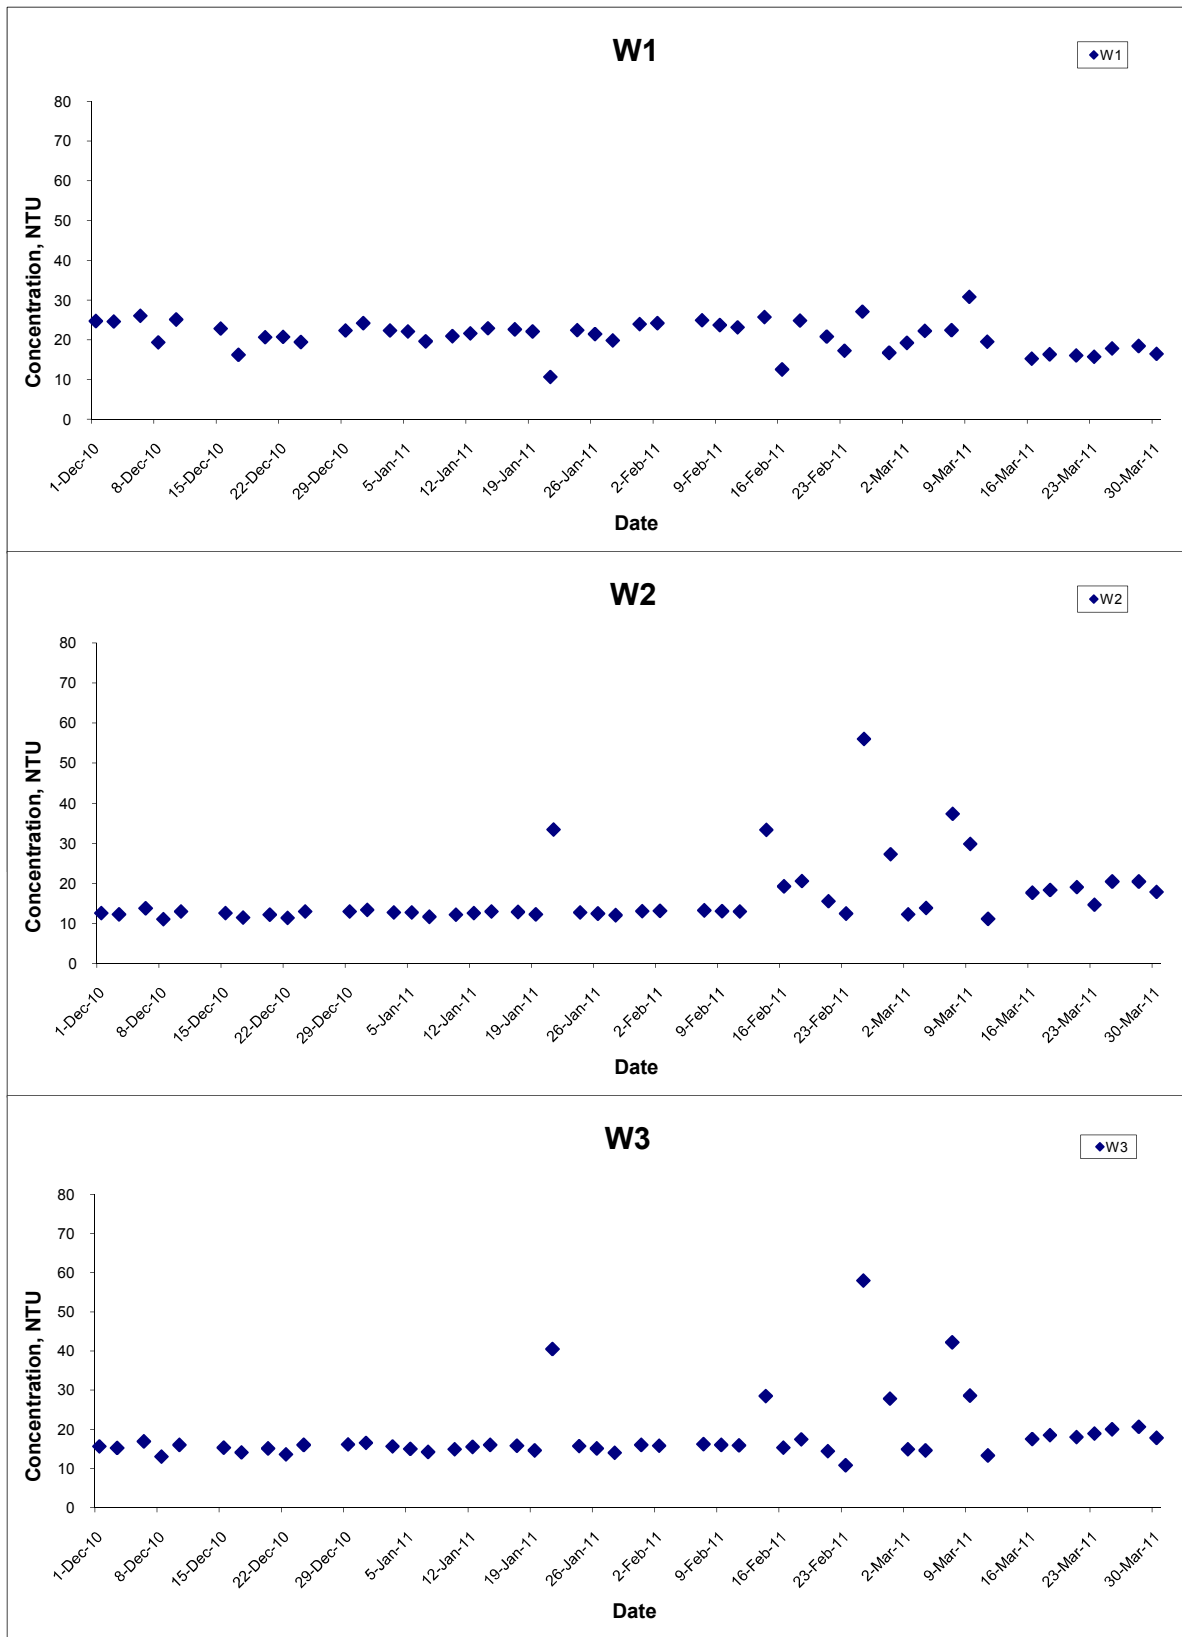 W1
W1
80
70
60
50
40
30
20
10
0
Concentration, NTU
1-Dec-10 8-Dec-10 15-Dec-10 22-Dec-10 29-Dec-10 5-Jan-11 12-Jan-11 19-Jan-11 26-Jan-11 2-Feb-11 9-Feb-11 16-Feb-11 23-Feb-11 2-Mar-11 9-Mar-11 16-Mar-11 23-Mar-11 30-Mar-11
Date
W2
W2
80
70
60
50
40
30
20
10
0
Concentration, NTU
1-Dec-10 8-Dec-10 15-Dec-10 22-Dec-10 29-Dec-10 5-Jan-11 12-Jan-11 19-Jan-11 26-Jan-11 2-Feb-11 9-Feb-11 16-Feb-11 23-Feb-11 2-Mar-11 9-Mar-11 16-Mar-11 23-Mar-11 30-Mar-11
Date
W3
W3
80
70
60
50
40
30
20
10
0
Concentration, NTU
1-Dec-10 8-Dec-10 15-Dec-10 22-Dec-10 29-Dec-10 5-Jan-11 12-Jan-11 19-Jan-11 26-Jan-11 2-Feb-11 9-Feb-11 16-Feb-11 23-Feb-11 2-Mar-11 9-Mar-11 16-Mar-11 23-Mar-11 30-Mar-11
Date